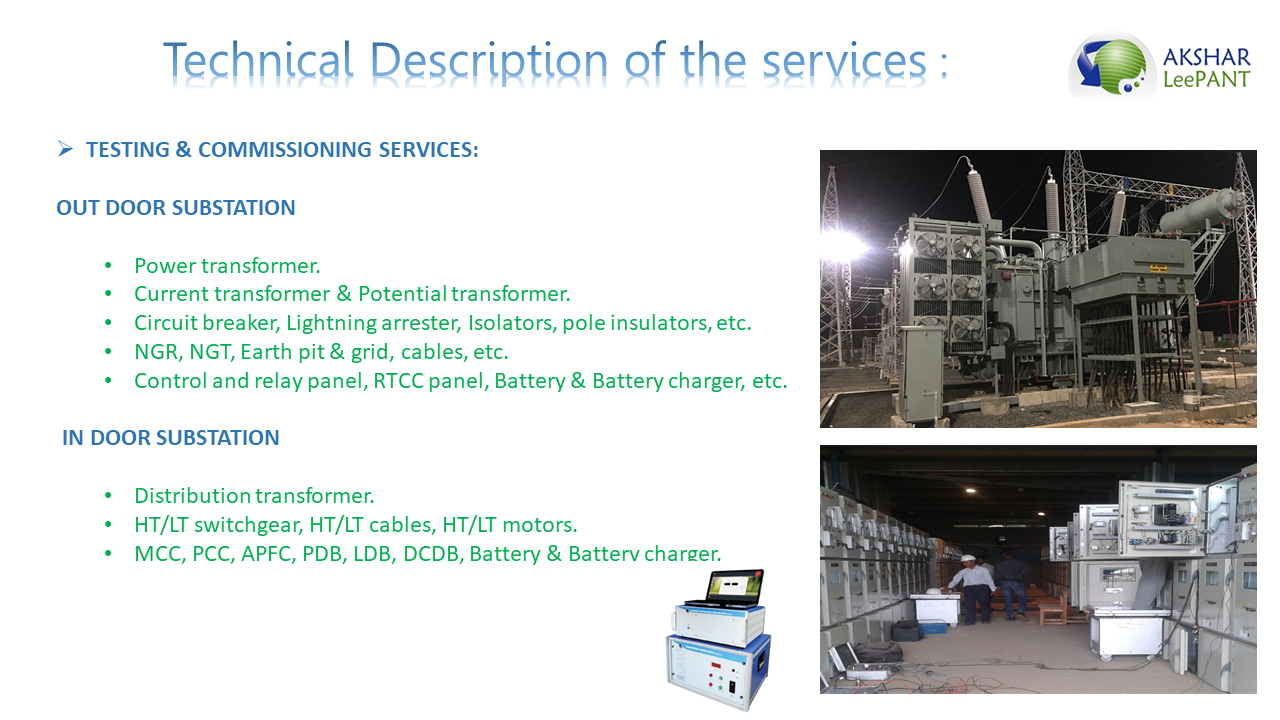 Technical Description of the services :
AKSHAR
LeePANT
➢ TESTING & COMMISSIONING SERVICES:
OUT DOOR SUBSTATION
• Power transformer.
• Current transformer & Potential transformer.
• Circuit breaker, Lightning arrester, Isolators, pole insulators, etc.
• NGR, NGT, Earth pit & grid, cables, etc.
• Control and relay panel, RTCC panel, Battery & Battery charger, etc.
IN DOOR SUBSTATION
• Distribution transformer.
• HT/LT switchgear, HT/LT cables, HT/LT motors.
• MCC, PCC, APFC, PDB, LDB, DCDB, Battery & Battery charger.